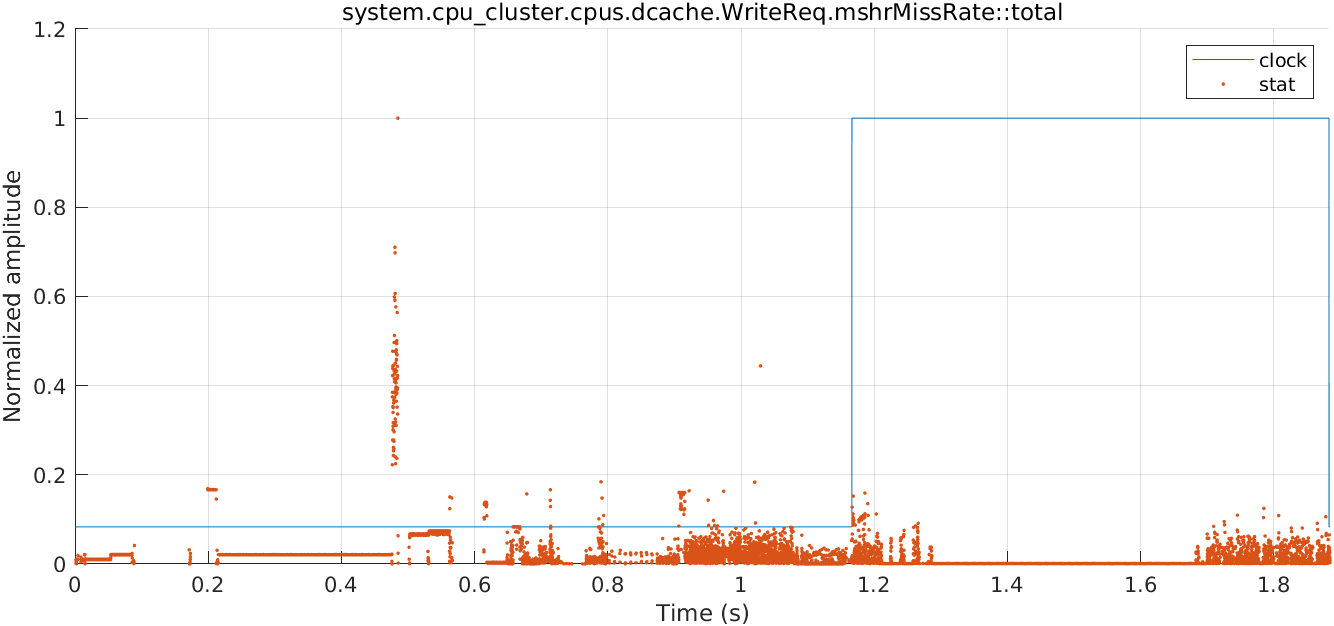 system.cpu_cluster.cpus.dcache.WriteReq.mshrMissRate::total
1.2
1
0.8
0.6
0.4
0.2
0
Normalized amplitude
clock
stat
0 0.2 0.4 0.6 0.8 1 1.2 1.4 1.6 1.8
Time (s)